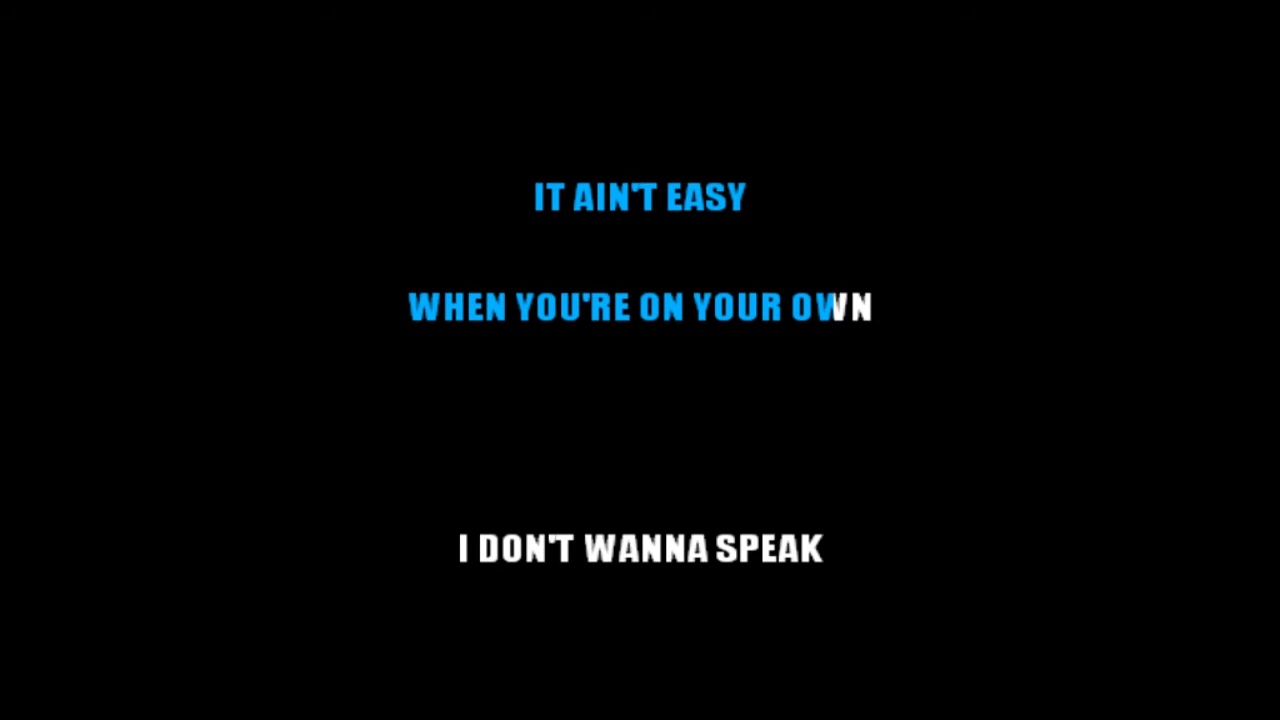 IT AIN'T EASY
WHEN YOU'RE ON YOUR OWN
I DON'T WANNA SPEAK